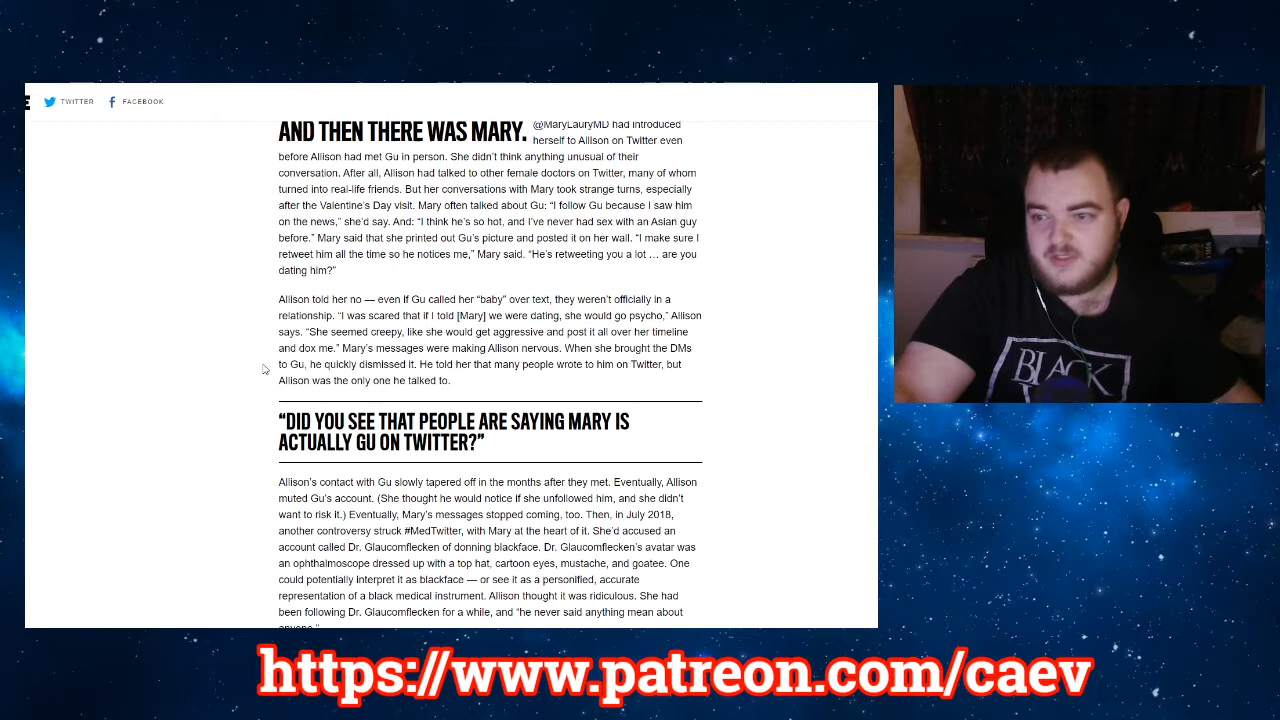 E TWITTER FACEBOOK
AND THEN THERE WAS MARY. @MaryLauryMD had introduced
herself to Allison on Twitter even
before Allison had met Gu in person. She didn't think anything unusual of their
conversation. After all, Allison had talked to other female doctors on Twitter, many of whom
turned into real-life friends. But her conversations with Mary took strange turns, especially
after the Valentine's Day visit. Mary often talked about Gu: “I follow Gu because I saw him
on the news,” she'd say. And: “I think he's so hot, and I've never had sex with an Asian guy
before.” Mary said that she printed out Gu's picture and posted it on her wall. “I make sure I
retweet him all the time so he notices me,” Mary said. “He's retweeting you a lot … are you
dating him?”
Allison told her no — even if Gu called her “baby” over text, they weren't officially in a
relationship. “I was scared that if I told [Mary] we were dating, she would go psycho,” Allison
says. “She seemed creepy, like she would get aggressive and post it all over her timeline
and dox me.” Mary's messages were making Allison nervous. When she brought the DMs
to Gu, he quickly dismissed it. He told her that many people wrote to him on Twitter, but
Allison was the only one he talked to.
“DID YOU SEE THAT PEOPLE ARE SAYING MARY IS
ACTUALLY GU ON TWITTER?”
Allison's contact with Gu slowly tapered off in the months after they met. Eventually, Allison
muted Gu's account. (She thought he would notice if she unfollowed him, and she didn't
want to risk it.) Eventually, Mary's messages stopped coming, too. Then, in July 2018,
another controversy struck #MedTwitter, with Mary at the heart of it. She'd accused an
account called Dr. Glaucomflecken of donning blackface. Dr. Glaucomflecken's avatar was
an ophthalmoscope dressed up with a top hat, cartoon eyes, mustache, and goatee. One
could potentially interpret it as blackface — or see it as a personified, accurate
representation of a black medical instrument. Allison thought it was ridiculous. She had
been following Dr. Glaucomflecken for a while, and “he never said anything mean about
anyone.”
BLACK
https://www.patreon.com/caev